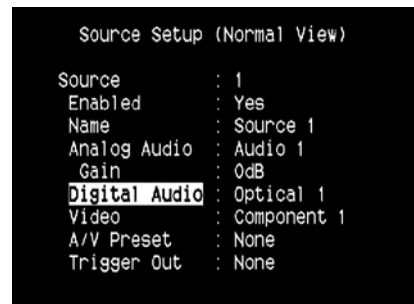 Source Setup (Normal View)
Source : 1
Enabled : Yes
Name : Source 1
Analog Audio : Audio 1
Gain : 0dB
Digital Audio : Optical 1
Video : Component 1
A/V Preset : None
Trigger Out : None